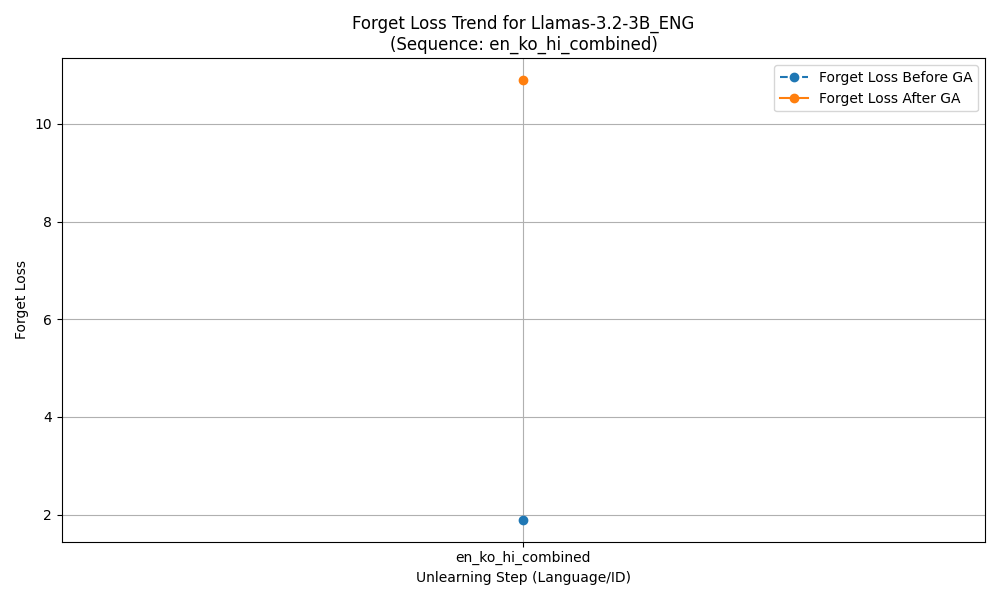 Forget Loss Trend for Llamas-3.2-3B_ENG
(Sequence: en_ko_hi_combined)
Forget Loss Before GA
Forget Loss After GA
Forget Loss
10
8
6
4
2
en_ko_hi_combined
Unlearning Step (Language/ID)